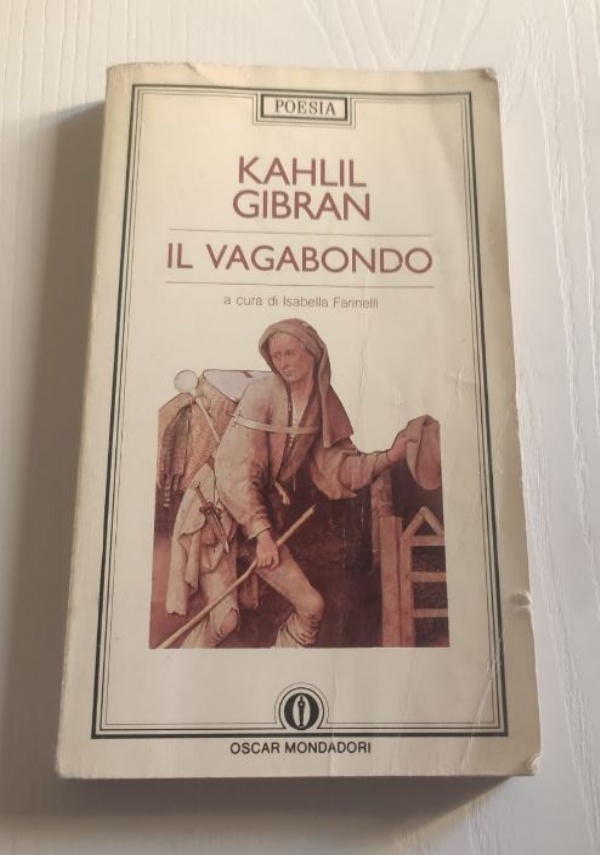 POESIA
KAHLIL
GIBRAN
IL VAGABONDO
a cura di Isabella Farinelli
OSCAR MONDADORI